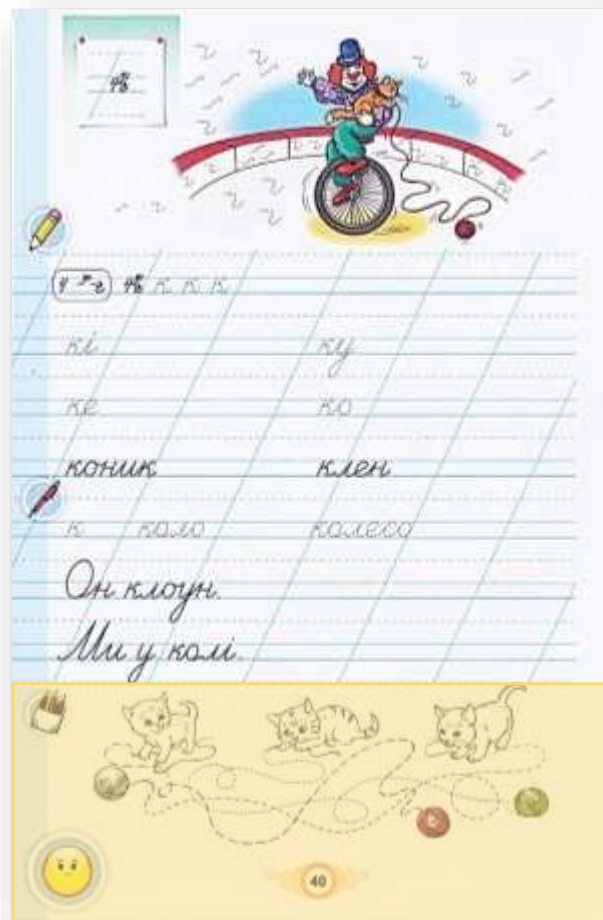 к к к
кі ку
ке ко
коник клен
к коло колесо
Он клоун.
Ми у колі.
40